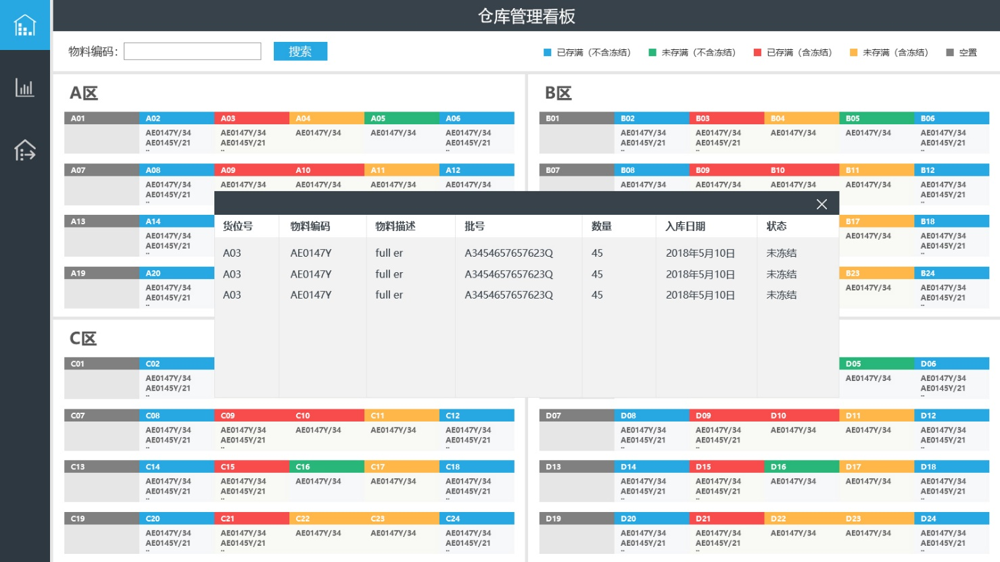 仓库管理看板
物料编码：
搜索
已存满（不含冻结） 未存满（不含冻结） 已存满（含冻结） 未存满（含冻结） 空置
A区
A01 A02 A03 A04 A05 A06
AE0147Y/34 AE0147Y/34 AE0147Y/34 AE0147Y/34 AE0147Y/34
AE0145Y/21 AE0145Y/21 AE0145Y/21
A07 A08 A09 A10 A11 A12
AE0147Y/34 AE0147Y/34 AE0147Y/34 AE0147Y/34 AE0147Y/34
AE0145Y/21
A13 A14
AE0147Y/34
AE0145Y/21
A19 A20
AE0147Y/34
AE0145Y/21
B区
B01 B02 B03 B04 B05 B06
AE0147Y/34 AE0147Y/34 AE0147Y/34 AE0147Y/34 AE0147Y/34
AE0145Y/21 AE0145Y/21 AE0145Y/21
B07 B08 B09 B10 B11 B12
AE0147Y/34 AE0147Y/34 AE0147Y/34 AE0147Y/34 AE0147Y/34
AE0145Y/21
B17 B18
AE0147Y/34 AE0147Y/34
AE0145Y/21
B23 B24
AE0147Y/34 AE0147Y/34
AE0145Y/21
货位号 物料编码 物料描述 批号 数量 入库日期 状态
A03 AE0147Y full er A3454657657623Q 45 2018年5月10日 未冻结
A03 AE0147Y full er A3454657657623Q 45 2018年5月10日 未冻结
A03 AE0147Y full er A3454657657623Q 45 2018年5月10日 未冻结
C区
C01 C02
AE0147Y/34
AE0145Y/21
C07 C08 C09 C10 C11 C12
AE0147Y/34 AE0147Y/34 AE0147Y/34 AE0147Y/34 AE0147Y/34
AE0145Y/21 AE0145Y/21 AE0145Y/21
C13 C14 C15 C16 C17 C18
AE0147Y/34 AE0147Y/34 AE0147Y/34 AE0147Y/34 AE0147Y/34
AE0145Y/21 AE0145Y/21 AE0145Y/21
C19 C20 C21 C22 C23 C24
AE0147Y/34 AE0147Y/34 AE0147Y/34 AE0147Y/34 AE0147Y/34
AE0145Y/21 AE0145Y/21 AE0145Y/21
D05 D06
AE0147Y/34 AE0147Y/34
AE0145Y/21
D07 D08 D09 D10 D11 D12
AE0147Y/34 AE0147Y/34 AE0147Y/34 AE0147Y/34 AE0147Y/34
AE0145Y/21 AE0145Y/21 AE0145Y/21
D13 D14 D15 D16 D17 D18
AE0147Y/34 AE0147Y/34 AE0147Y/34 AE0147Y/34 AE0147Y/34
AE0145Y/21 AE0145Y/21 AE0145Y/21
D19 D20 D21 D22 D23 D24
AE0147Y/34 AE0147Y/34 AE0147Y/34 AE0147Y/34 AE0147Y/34
AE0145Y/21 AE0145Y/21 AE0145Y/21